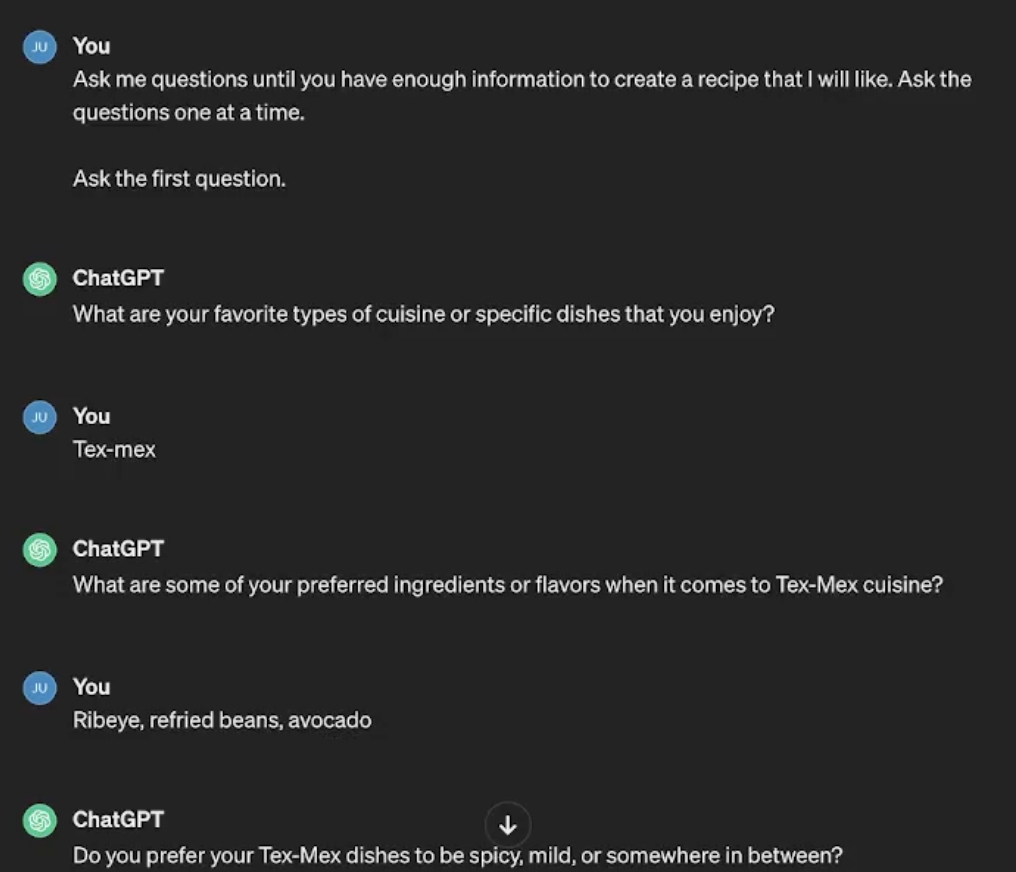 JU You
Ask me questions until you have enough information to create a recipe that I will like. Ask the
questions one at a time.
Ask the first question.
ChatGPT
What are your favorite types of cuisine or specific dishes that you enjoy?
JU You
Tex-mex
ChatGPT
What are some of your preferred ingredients or flavors when it comes to Tex-Mex cuisine?
JU You
Ribeye, refried beans, avocado
ChatGPT
Do you prefer your Tex-Mex dishes to be spicy, mild, or somewhere in between?